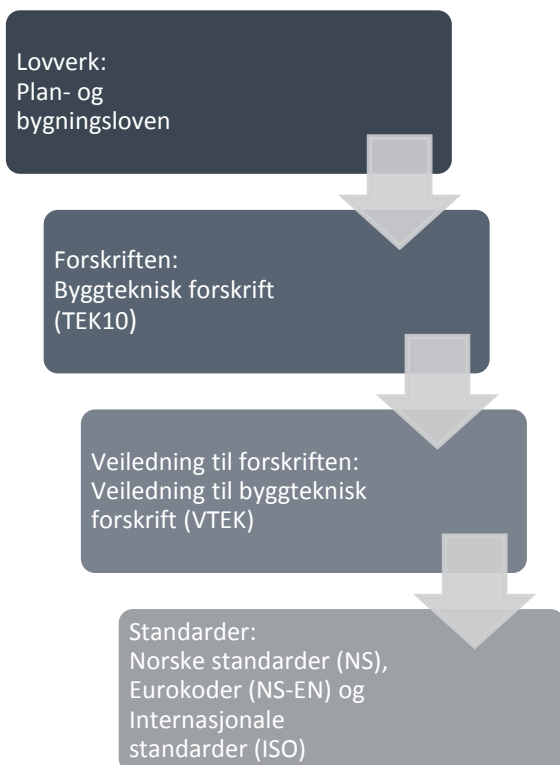 Lovverk:
Plan- og
bygningsloven
Forskriften:
Byggteknisk forskrift
(TEK10)
Veiledning til forskriften:
Veiledning til byggteknisk
forskrift (VTEK)
Standarder:
Norske standarder (NS),
Eurokoder (NS-EN) og
Internasjonale
standarder (ISO)